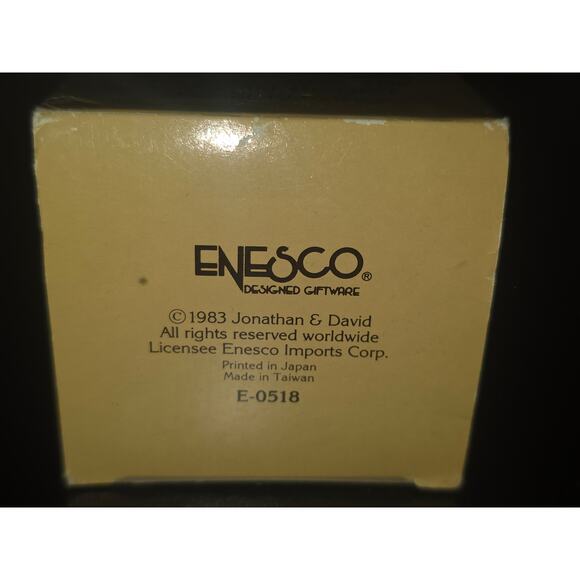 ENESCO®
DESIGNED GIFTWARE
©1983 Jonathan & David
All rights reserved worldwide
Licensee Enesco Imports Corp.
Printed in Japan
Made in Taiwan
E-0518